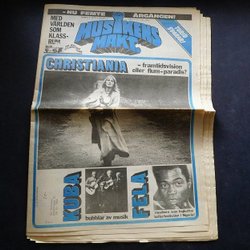 - NU FEMTE ÅRGÅNGEN!
MED
VÄRLDEN
SOM
KLASS-
RUM
MUSIKENS
MAKT
CHRISTIANIA
- framtidsvision
eller flum-paradis?
KUBA
bubblar av musik
FELA